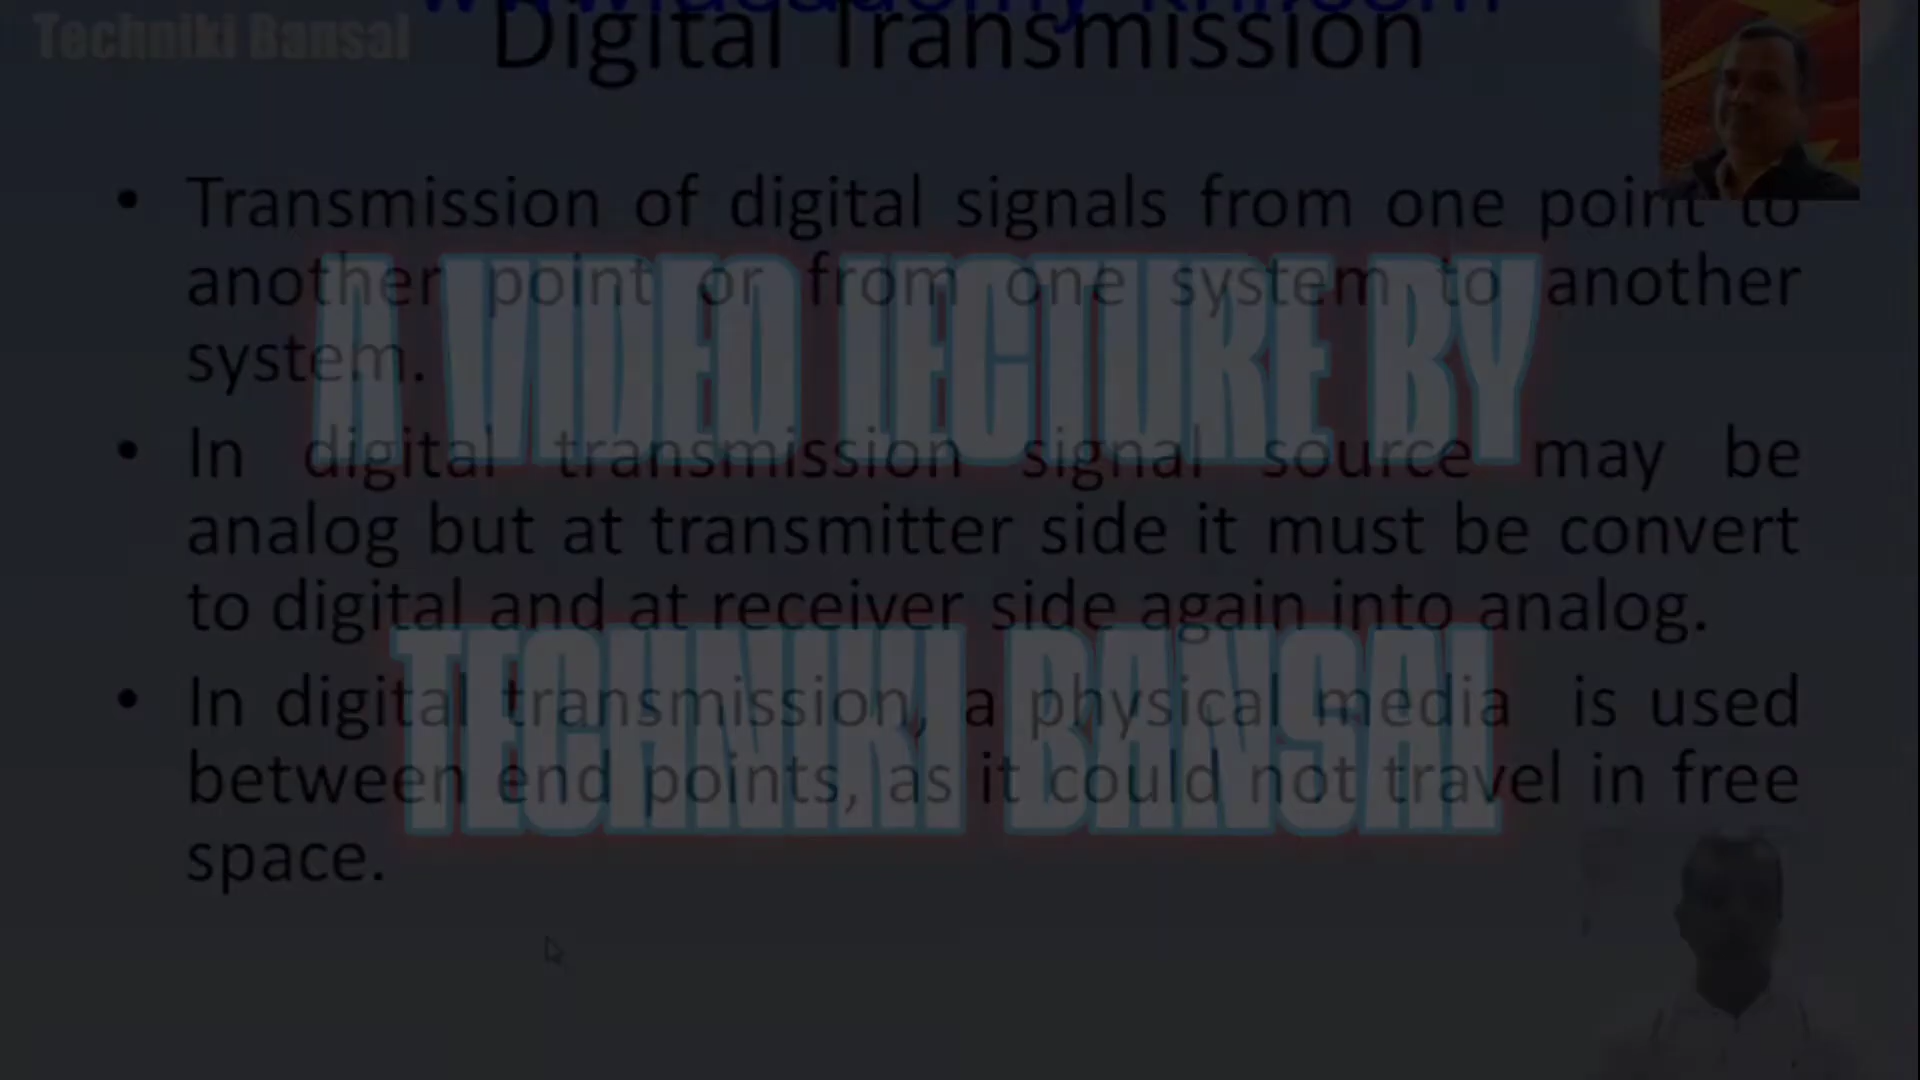 Techniki Bansal
Digital Transmission
• Transmission of digital signals from one point to
another point or from one system to another
system.
• In digital transmission signal source may be
analog but at transmitter side it must be convert
to digital and at receiver side again into analog.
• In digital transmission, a physical media is used
between end points, as it could not travel in free
space.
A VIDEO LECTURE BY
TECHNIKI BANSAL